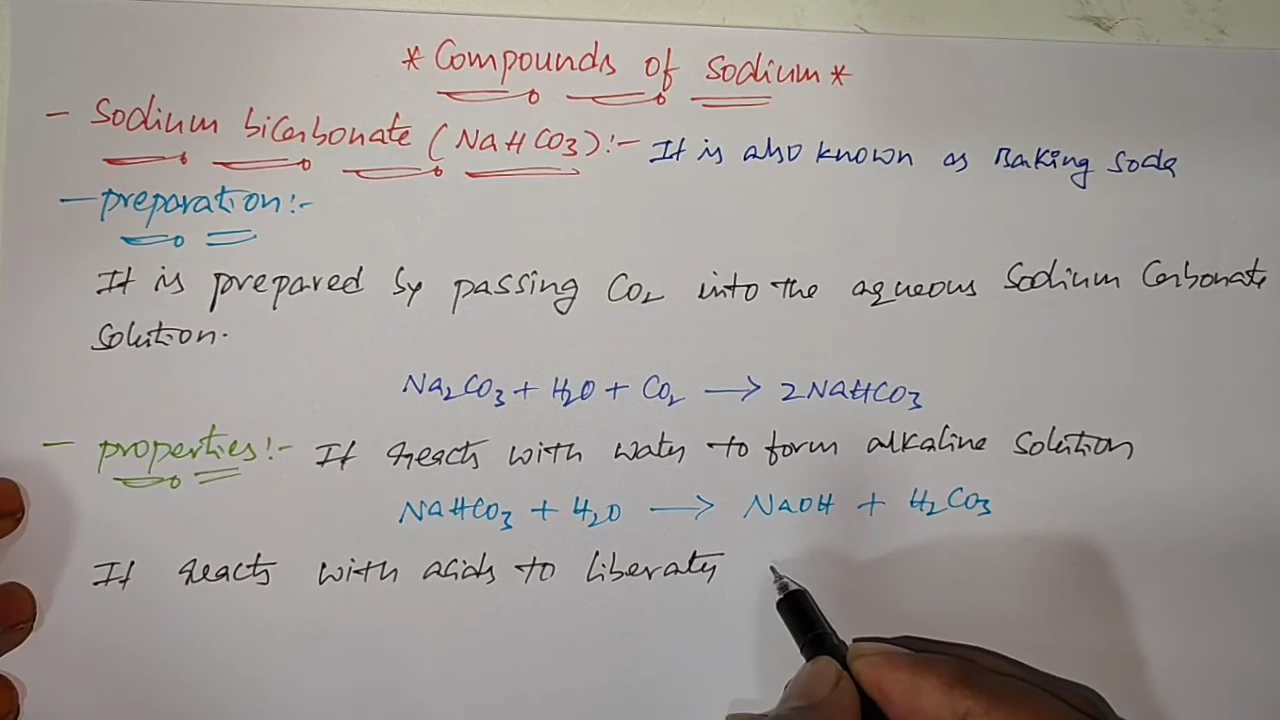 * Compounds of Sodium *
- Sodium bicarbonate (NaHCO3) :- It is also known as Baking Soda
- preparation :-
It is prepared by passing CO2 into the aqueous Sodium Carbonate
Solution.
Na2CO3 + H2O + CO2 → 2NaHCO3
- properties :- It reacts with water to form alkaline solution
NaHCO3 + H2O → NaOH + H2CO3
It reacts with acids to liberates